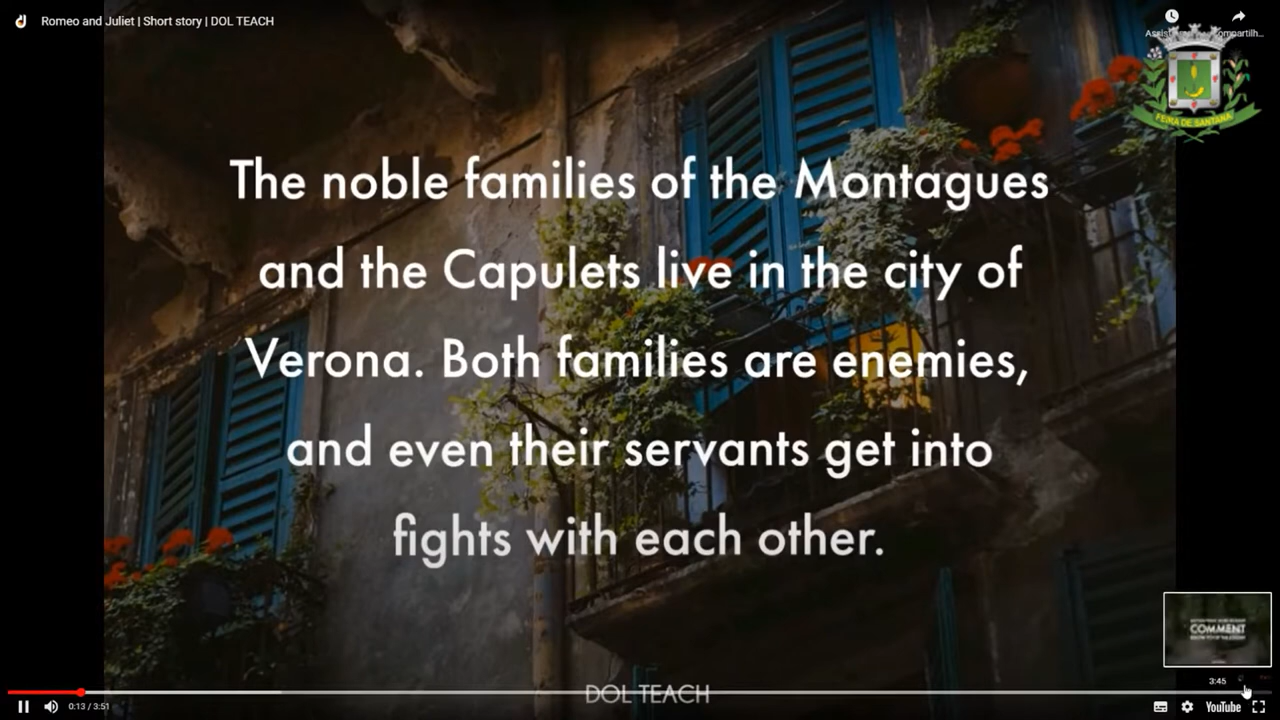 Romeo and Juliet | Short story | DOL TEACH
FEIRA DE SANTANA
The noble families of the Montagues
and the Capulets live in the city of
Verona. Both families are enemies,
and even their servants get into
fights with each other.
COMMENT
3:45
DOL TEACH
0:13 / 3:51
YouTube